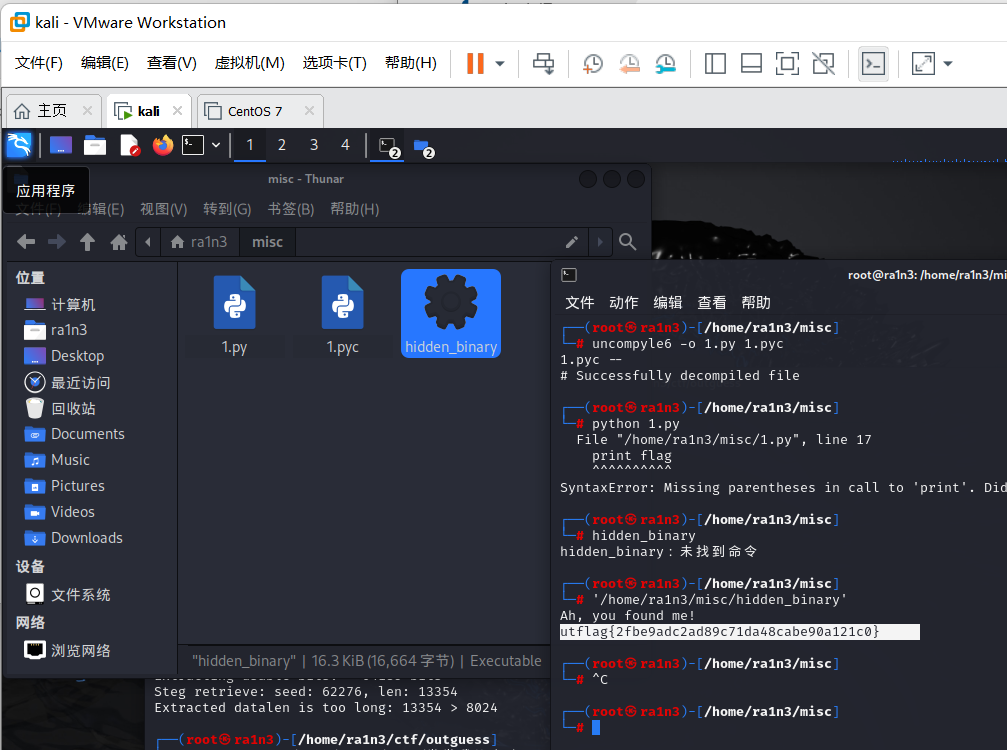 kali - VMware Workstation
文件(F) 编辑(E) 查看(V) 虚拟机(M) 选项卡(T) 帮助(H)
主页 kali CentOS 7
1 2 3 4 2 2
应用程序
misc - Thunar
文件(F) 编辑(E) 视图(V) 转到(G) 书签(B) 帮助(H)
ra1n3 misc
位置
计算机
ra1n3
Desktop
最近访问
回收站
Documents
Music
Pictures
Videos
Downloads
设备
文件系统
网络
浏览网络
1.py 1.pyc hidden_binary
"hidden_binary" | 16.3 KiB (16,664 字节) | Executable
root@ra1n3: /home/ra1n3/mi
文件 动作 编辑 查看 帮助
┌──(root㉿ra1n3)-[/home/ra1n3/misc]
└─# uncompyle6 -o 1.py 1.pyc
1.pyc --
# Successfully decompiled file
┌──(root㉿ra1n3)-[/home/ra1n3/misc]
└─# python 1.py
File "/home/ra1n3/misc/1.py", line 17
print flag
^^^^^^^^^^
SyntaxError: Missing parentheses in call to 'print'. Did
┌──(root㉿ra1n3)-[/home/ra1n3/misc]
└─# hidden_binary
hidden_binary：未找到命令
┌──(root㉿ra1n3)-[/home/ra1n3/misc]
└─# '/home/ra1n3/misc/hidden_binary'
Ah, you found me!
utflag{2fbe9adc2ad89c71da48cabe90a121c0}
┌──(root㉿ra1n3)-[/home/ra1n3/misc]
└─# ^C
┌──(root㉿ra1n3)-[/home/ra1n3/misc]
└─#
Steg retrieve: seed: 62276, len: 13354
Extracted datalen is too long: 13354 > 8024
┌──(root㉿ra1n3)-[/home/ra1n3/ctf/outguess]